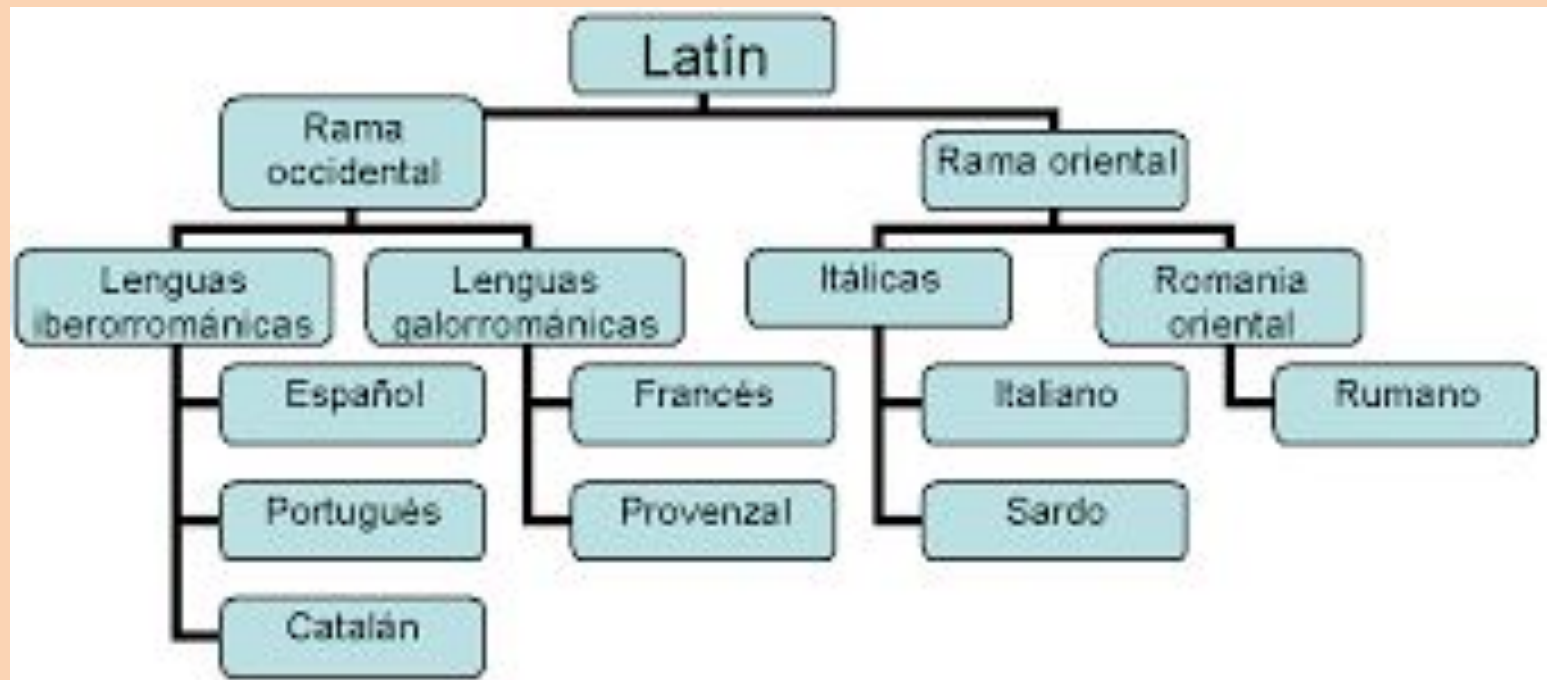 Latín
Rama
occidental
Rama oriental
Lenguas
iberorrománicas
Lenguas
galorrománicas
Itálicas
Romania
oriental
Español
Francés
Italiano
Rumano
Portugués
Provenzal
Sardo
Catalán